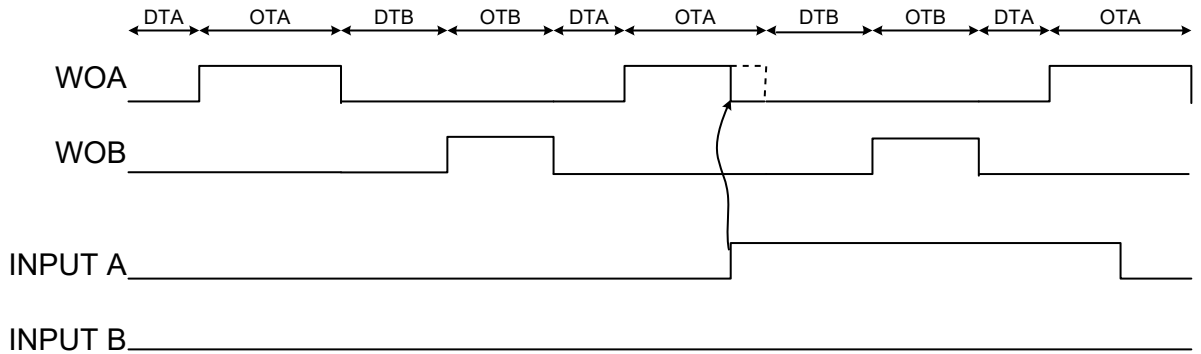 DTA OTA DTB OTB DTA OTA DTB OTB DTA OTA
WOA
WOB
INPUT A
INPUT B